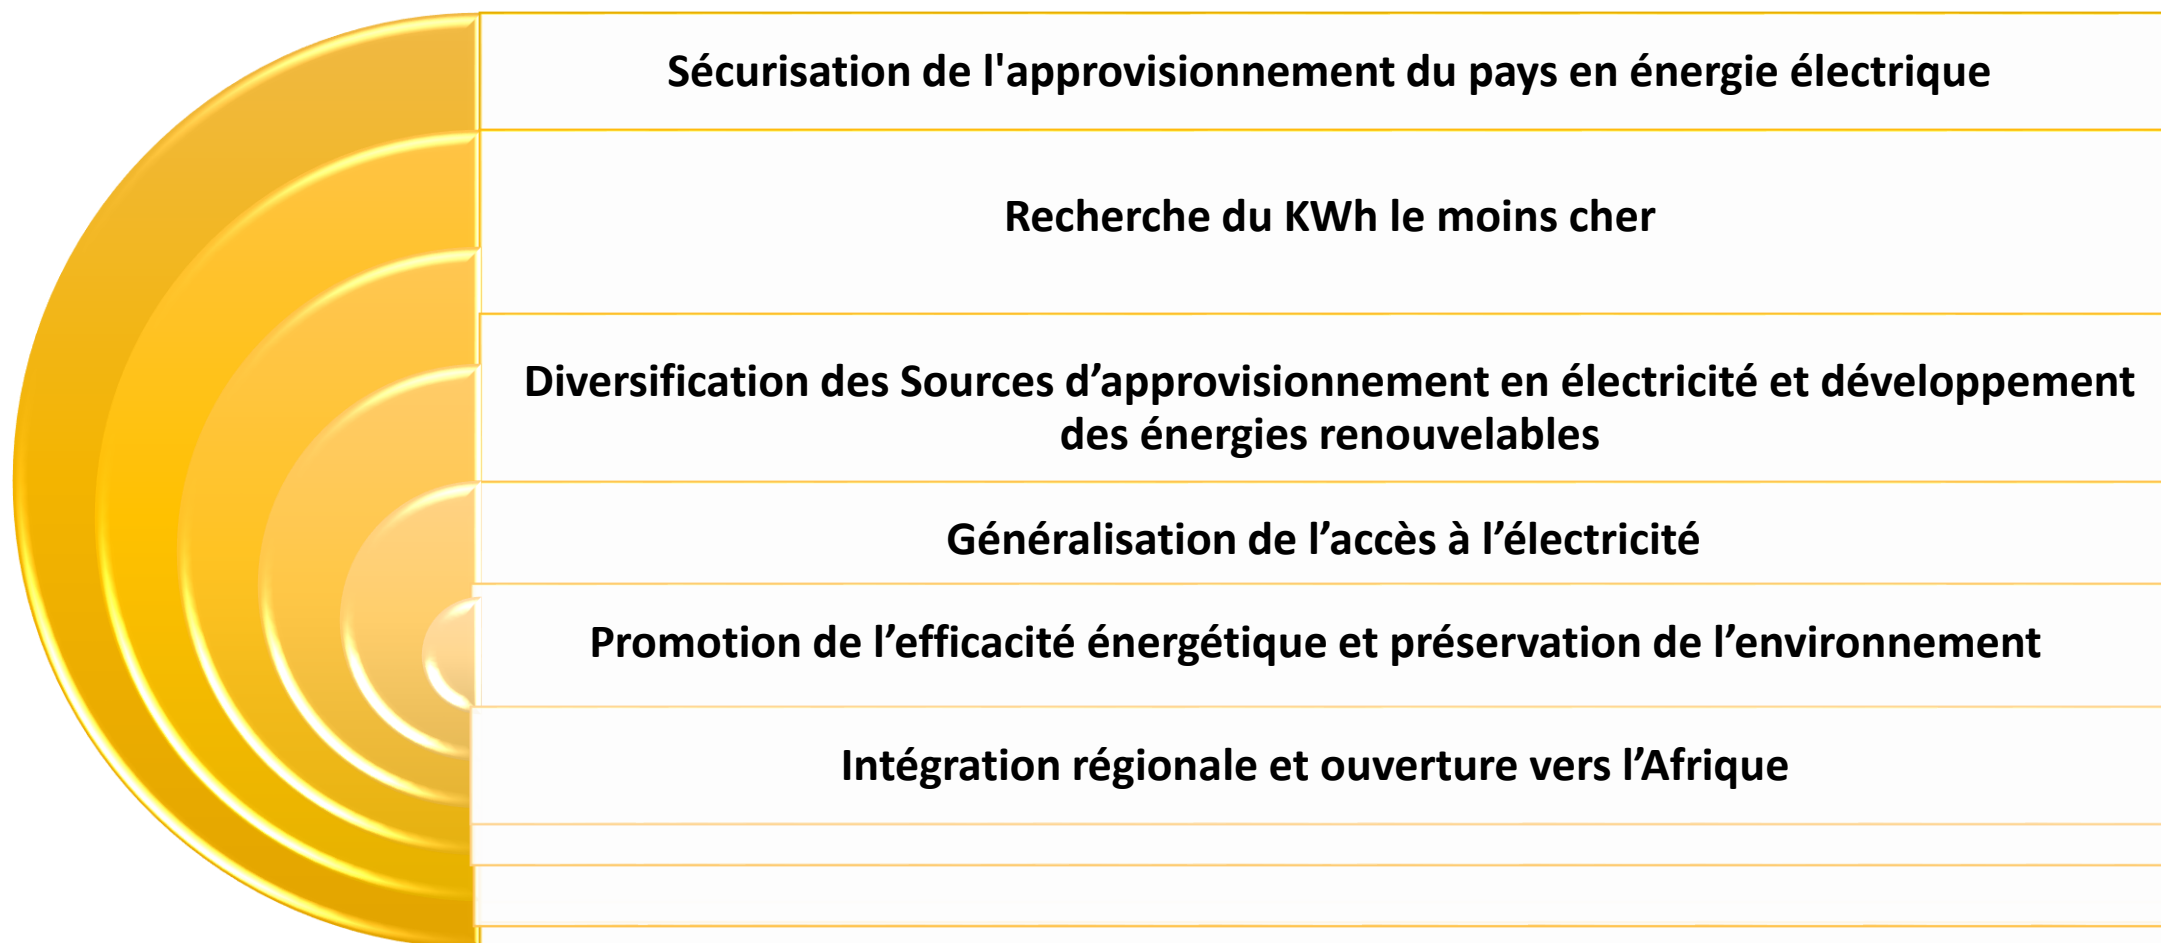 Sécurisation de l'approvisionnement du pays en énergie électrique
Recherche du KWh le moins cher
Diversification des Sources d’approvisionnement en électricité et développement
des énergies renouvelables
Généralisation de l’accès à l’électricité
Promotion de l’efficacité énergétique et préservation de l’environnement
Intégration régionale et ouverture vers l’Afrique